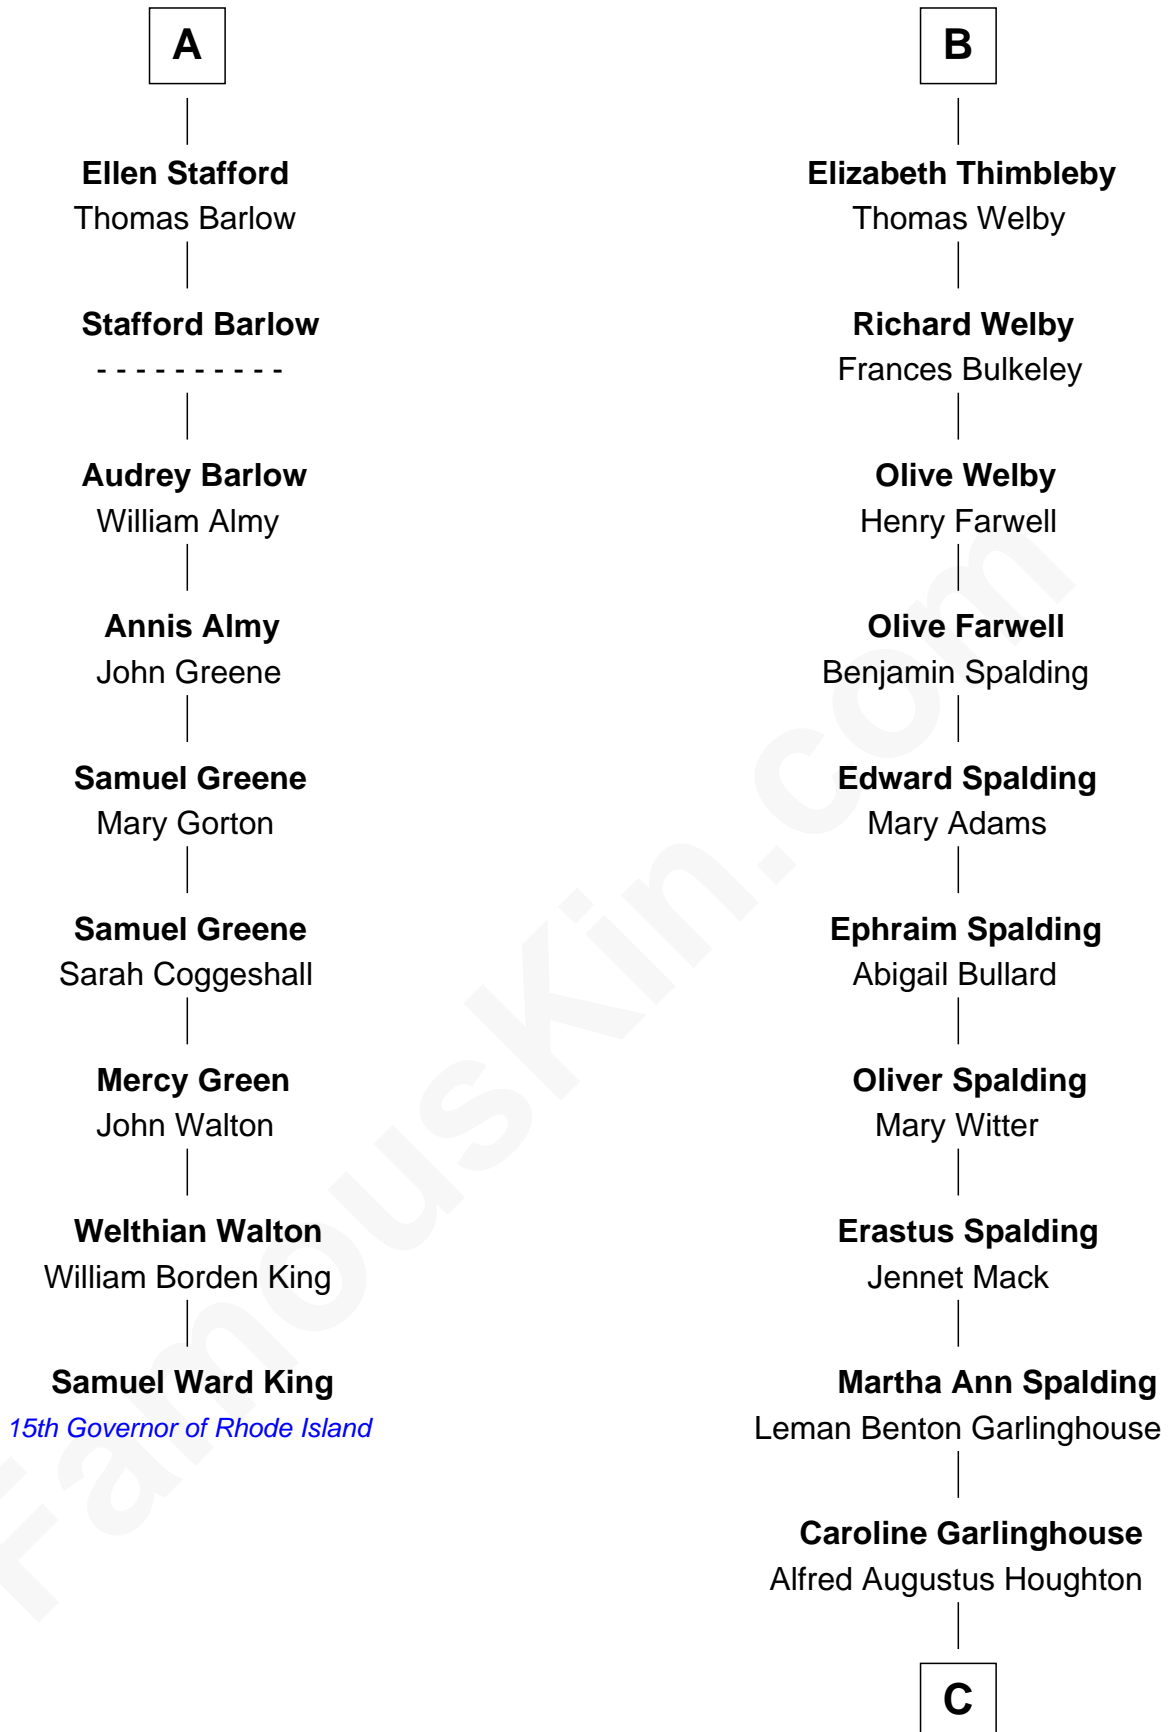 A
Ellen Stafford
Thomas Barlow
Stafford Barlow
- - - - - - - - - -
Audrey Barlow
William Almy
Annis Almy
John Greene
Samuel Greene
Mary Gorton
Samuel Greene
Sarah Coggeshall
Mercy Green
John Walton
Welthian Walton
William Borden King
Samuel Ward King
15th Governor of Rhode Island
B
Elizabeth Thimbleby
Thomas Welby
Richard Welby
Frances Bulkeley
Olive Welby
Henry Farwell
Olive Farwell
Benjamin Spalding
Edward Spalding
Mary Adams
Ephraim Spalding
Abigail Bullard
Oliver Spalding
Mary Witter
Erastus Spalding
Jennet Mack
Martha Ann Spalding
Leman Benton Garlinghouse
Caroline Garlinghouse
Alfred Augustus Houghton
C
FamousKin.com